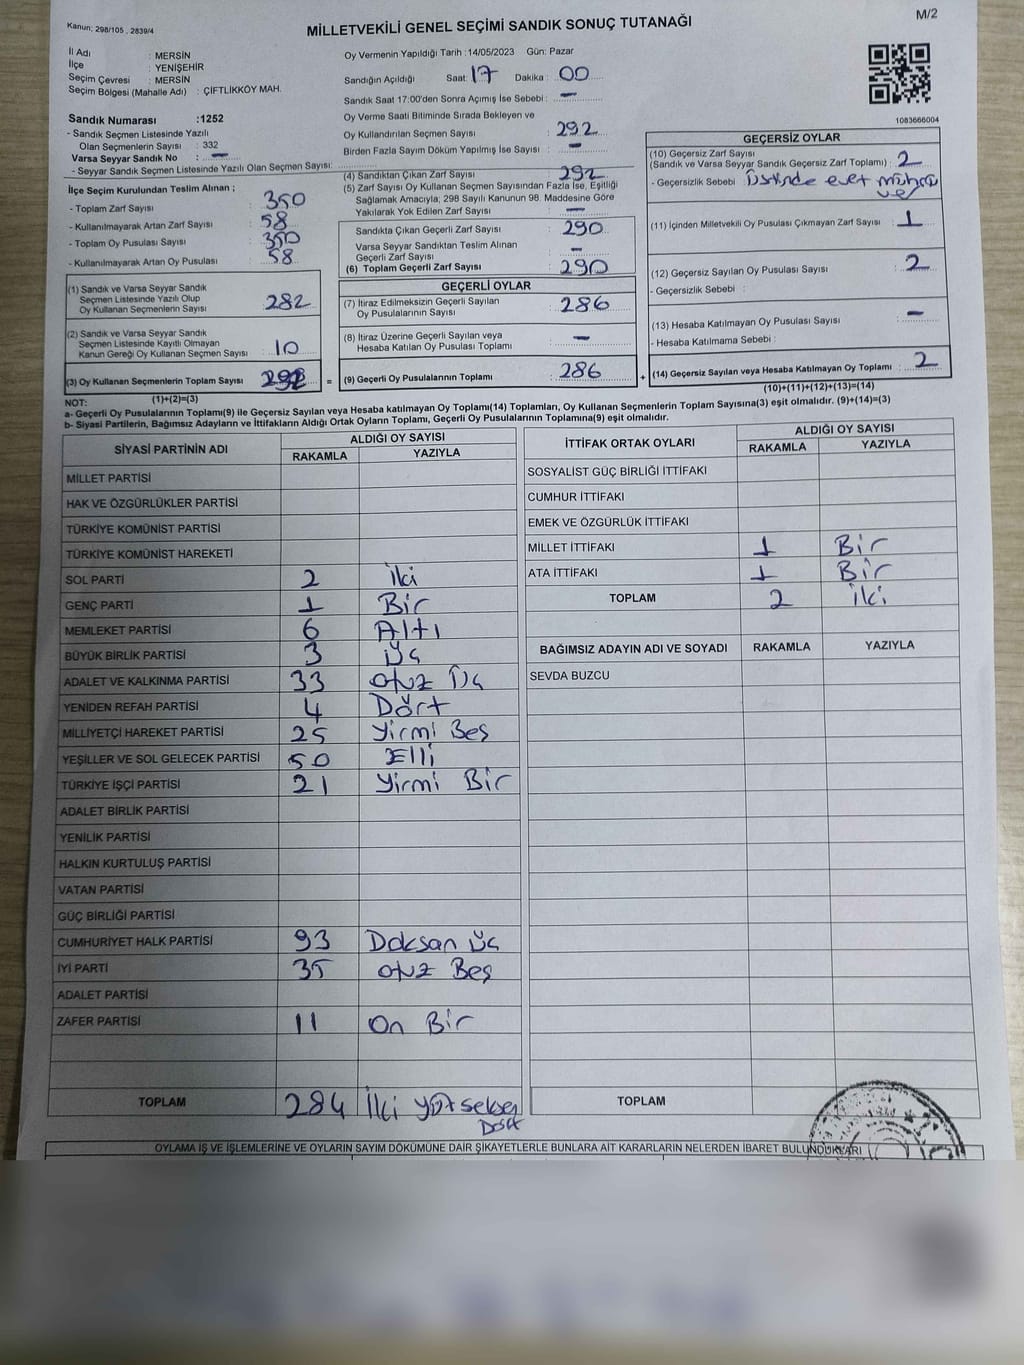 Kanun; 298/105 , 2839/4
MİLLETVEKİLİ GENEL SEÇİMİ SANDIK SONUÇ TUTANAĞI
M/2
İl Adı : MERSİN
İlçe : YENİŞEHİR
Seçim Çevresi : MERSİN
Seçim Bölgesi (Mahalle Adı) : ÇİFTLİKKÖY MAH.
Sandık Numarası :1252
- Sandık Seçmen Listesinde Yazılı
Olan Seçmenlerin Sayısı : 332
Varsa Seyyar Sandık No : -
- Seyyar Sandık Seçmen Listesinde Yazılı Olan Seçmen Sayısı:
İlçe Seçim Kurulundan Teslim Alınan ;
- Toplam Zarf Sayısı : 350
- Kullanılmayarak Artan Zarf Sayısı : 58
- Toplam Oy Pusulası Sayısı : 350
- Kullanılmayarak Artan Oy Pusulası : 58
(1) Sandık ve Varsa Seyyar Sandık
Seçmen Listesinde Yazılı Olup
Oy Kullanan Seçmenlerin Sayısı : 282
(2) Sandık ve Varsa Seyyar Sandık
Seçmen Listesinde Kayıtlı Olmayan
Kanun Gereği Oy Kullanan Seçmen Sayısı : 10
(3) Oy Kullanan Seçmenlerin Toplam Sayısı : 292 =
(1)+(2)=(3)
Oy Vermenin Yapıldığı Tarih :14/05/2023 Gün: Pazar
Sandığın Açıldığı Saat: 17 Dakika : 00
Sandık Saat 17:00'den Sonra Açımış İse Sebebi : -
Oy Verme Saati Bitiminde Sırada Bekleyen ve
Oy Kullandırılan Seçmen Sayısı : 292
Birden Fazla Sayım Döküm Yapılmış İse Sayısı : -
(4) Sandıktan Çıkan Zarf Sayısı : 292
(5) Zarf Sayısı Oy Kullanan Seçmen Sayısından Fazla İse, Eşitliği
Sağlamak Amacıyla; 298 Sayılı Kanunun 98. Maddesine Göre
Yakılarak Yok Edilen Zarf Sayısı : -
Sandıkta Çıkan Geçerli Zarf Sayısı : 290
Varsa Seyyar Sandıktan Teslim Alınan
Geçerli Zarf Sayısı : -
(6) Toplam Geçerli Zarf Sayısı : 290
GEÇERLİ OYLAR
(7) İtiraz Edilmeksizin Geçerli Sayılan
Oy Pusulalarının Sayısı : 286
(8) İtiraz Üzerine Geçerli Sayılan veya
Hesaba Katılan Oy Pusulası Toplamı : -
(9) Geçerli Oy Pusulalarının Toplamı : 286 +
1083666004
GEÇERSİZ OYLAR
(10) Geçersiz Zarf Sayısı
(Sandık ve Varsa Seyyar Sandık Geçersiz Zarf Toplamı) : 2
- Geçersizlik Sebebi : Üstünde evet mührü
(11) İçinden Milletvekili Oy Pusulası Çıkmayan Zarf Sayısı : 1
(12) Geçersiz Sayılan Oy Pusulası Sayısı : 2
- Geçersizlik Sebebi :
(13) Hesaba Katılmayan Oy Pusulası Sayısı : -
- Hesaba Katılmama Sebebi :
(14) Geçersiz Sayılan veya Hesaba Katılmayan Oy Toplamı : 2
(10)+(11)+(12)+(13)=(14)
NOT:
a- Geçerli Oy Pusulalarının Toplamı(9) ile Geçersiz Sayılan veya Hesaba katılmayan Oy Toplamı(14) Toplamları, Oy Kullanan Seçmenlerin Toplam Sayısına(3) eşit olmalıdır. (9)+(14)=(3)
b- Siyasi Partilerin, Bağımsız Adayların ve İttifakların Aldığı Ortak Oyların Toplamı, Geçerli Oy Pusulalarının Toplamına(9) eşit olmalıdır.
SİYASİ PARTİNİN ADI ALDIĞI OY SAYISI
RAKAMLA YAZIYLA
MİLLET PARTİSİ
HAK VE ÖZGÜRLÜKLER PARTİSİ
TÜRKİYE KOMÜNİST PARTİSİ
TÜRKİYE KOMÜNİST HAREKETİ
SOL PARTİ 2 İki
GENÇ PARTİ 1 Bir
MEMLEKET PARTİSİ 6 Altı
BÜYÜK BİRLİK PARTİSİ 3 Üç
ADALET VE KALKINMA PARTİSİ 33 otuz Üç
YENİDEN REFAH PARTİSİ 4 Dört
MİLLİYETÇİ HAREKET PARTİSİ 25 Yirmi Beş
YEŞİLLER VE SOL GELECEK PARTİSİ 50 Elli
TÜRKİYE İŞÇİ PARTİSİ 21 Yirmi Bir
ADALET BİRLİK PARTİSİ
YENİLİK PARTİSİ
HALKIN KURTULUŞ PARTİSİ
VATAN PARTİSİ
GÜÇ BİRLİĞİ PARTİSİ
CUMHURİYET HALK PARTİSİ 93 Doksan Üç
İYİ PARTİ 35 otuz Beş
ADALET PARTİSİ
ZAFER PARTİSİ 11 On Bir
TOPLAM 284 İki yüz seksen
Dört
İTTİFAK ORTAK OYLARI ALDIĞI OY SAYISI
RAKAMLA YAZIYLA
SOSYALİST GÜÇ BİRLİĞİ İTTİFAKI
CUMHUR İTTİFAKI
EMEK VE ÖZGÜRLÜK İTTİFAKI
MİLLET İTTİFAKI 1 Bir
ATA İTTİFAKI 1 Bir
TOPLAM 2 İki
BAĞIMSIZ ADAYIN ADI VE SOYADI RAKAMLA YAZIYLA
SEVDA BUZCU
TOPLAM
OYLAMA İŞ VE İŞLEMLERİNE VE OYLARIN SAYIM DÖKÜMÜNE DAİR ŞİKAYETLERLE BUNLARA AİT KARARLARIN NELERDEN İBARET BULUNDUKLARI